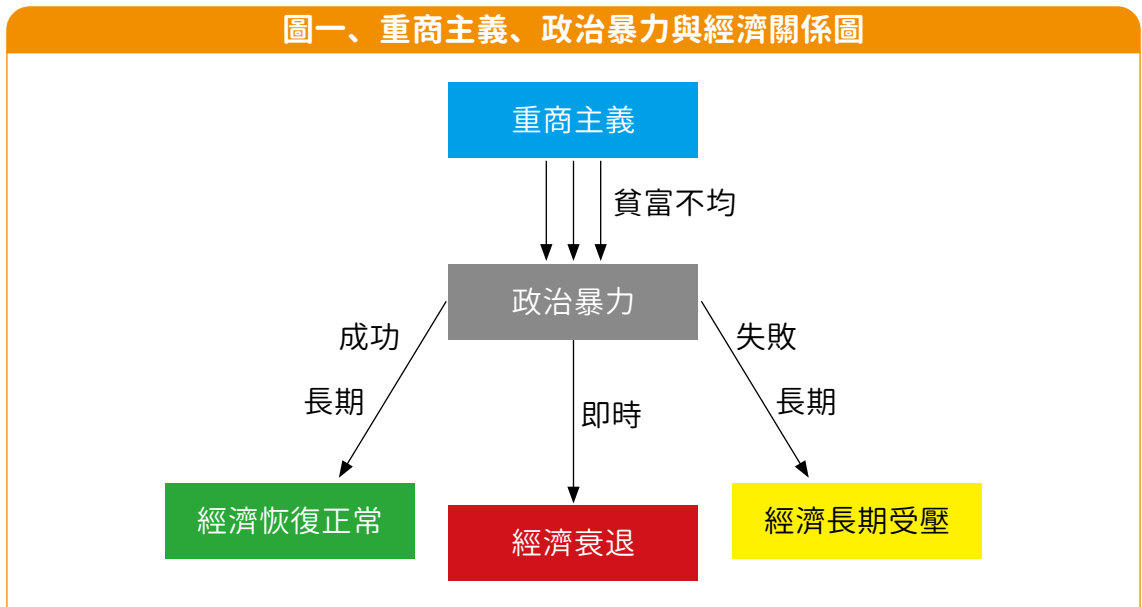 圖一、重商主義、政治暴力與經濟關係圖
重商主義
貧富不均
政治暴力
成功
失敗
長期
即時
長期
經濟恢復正常
經濟衰退
經濟長期受壓